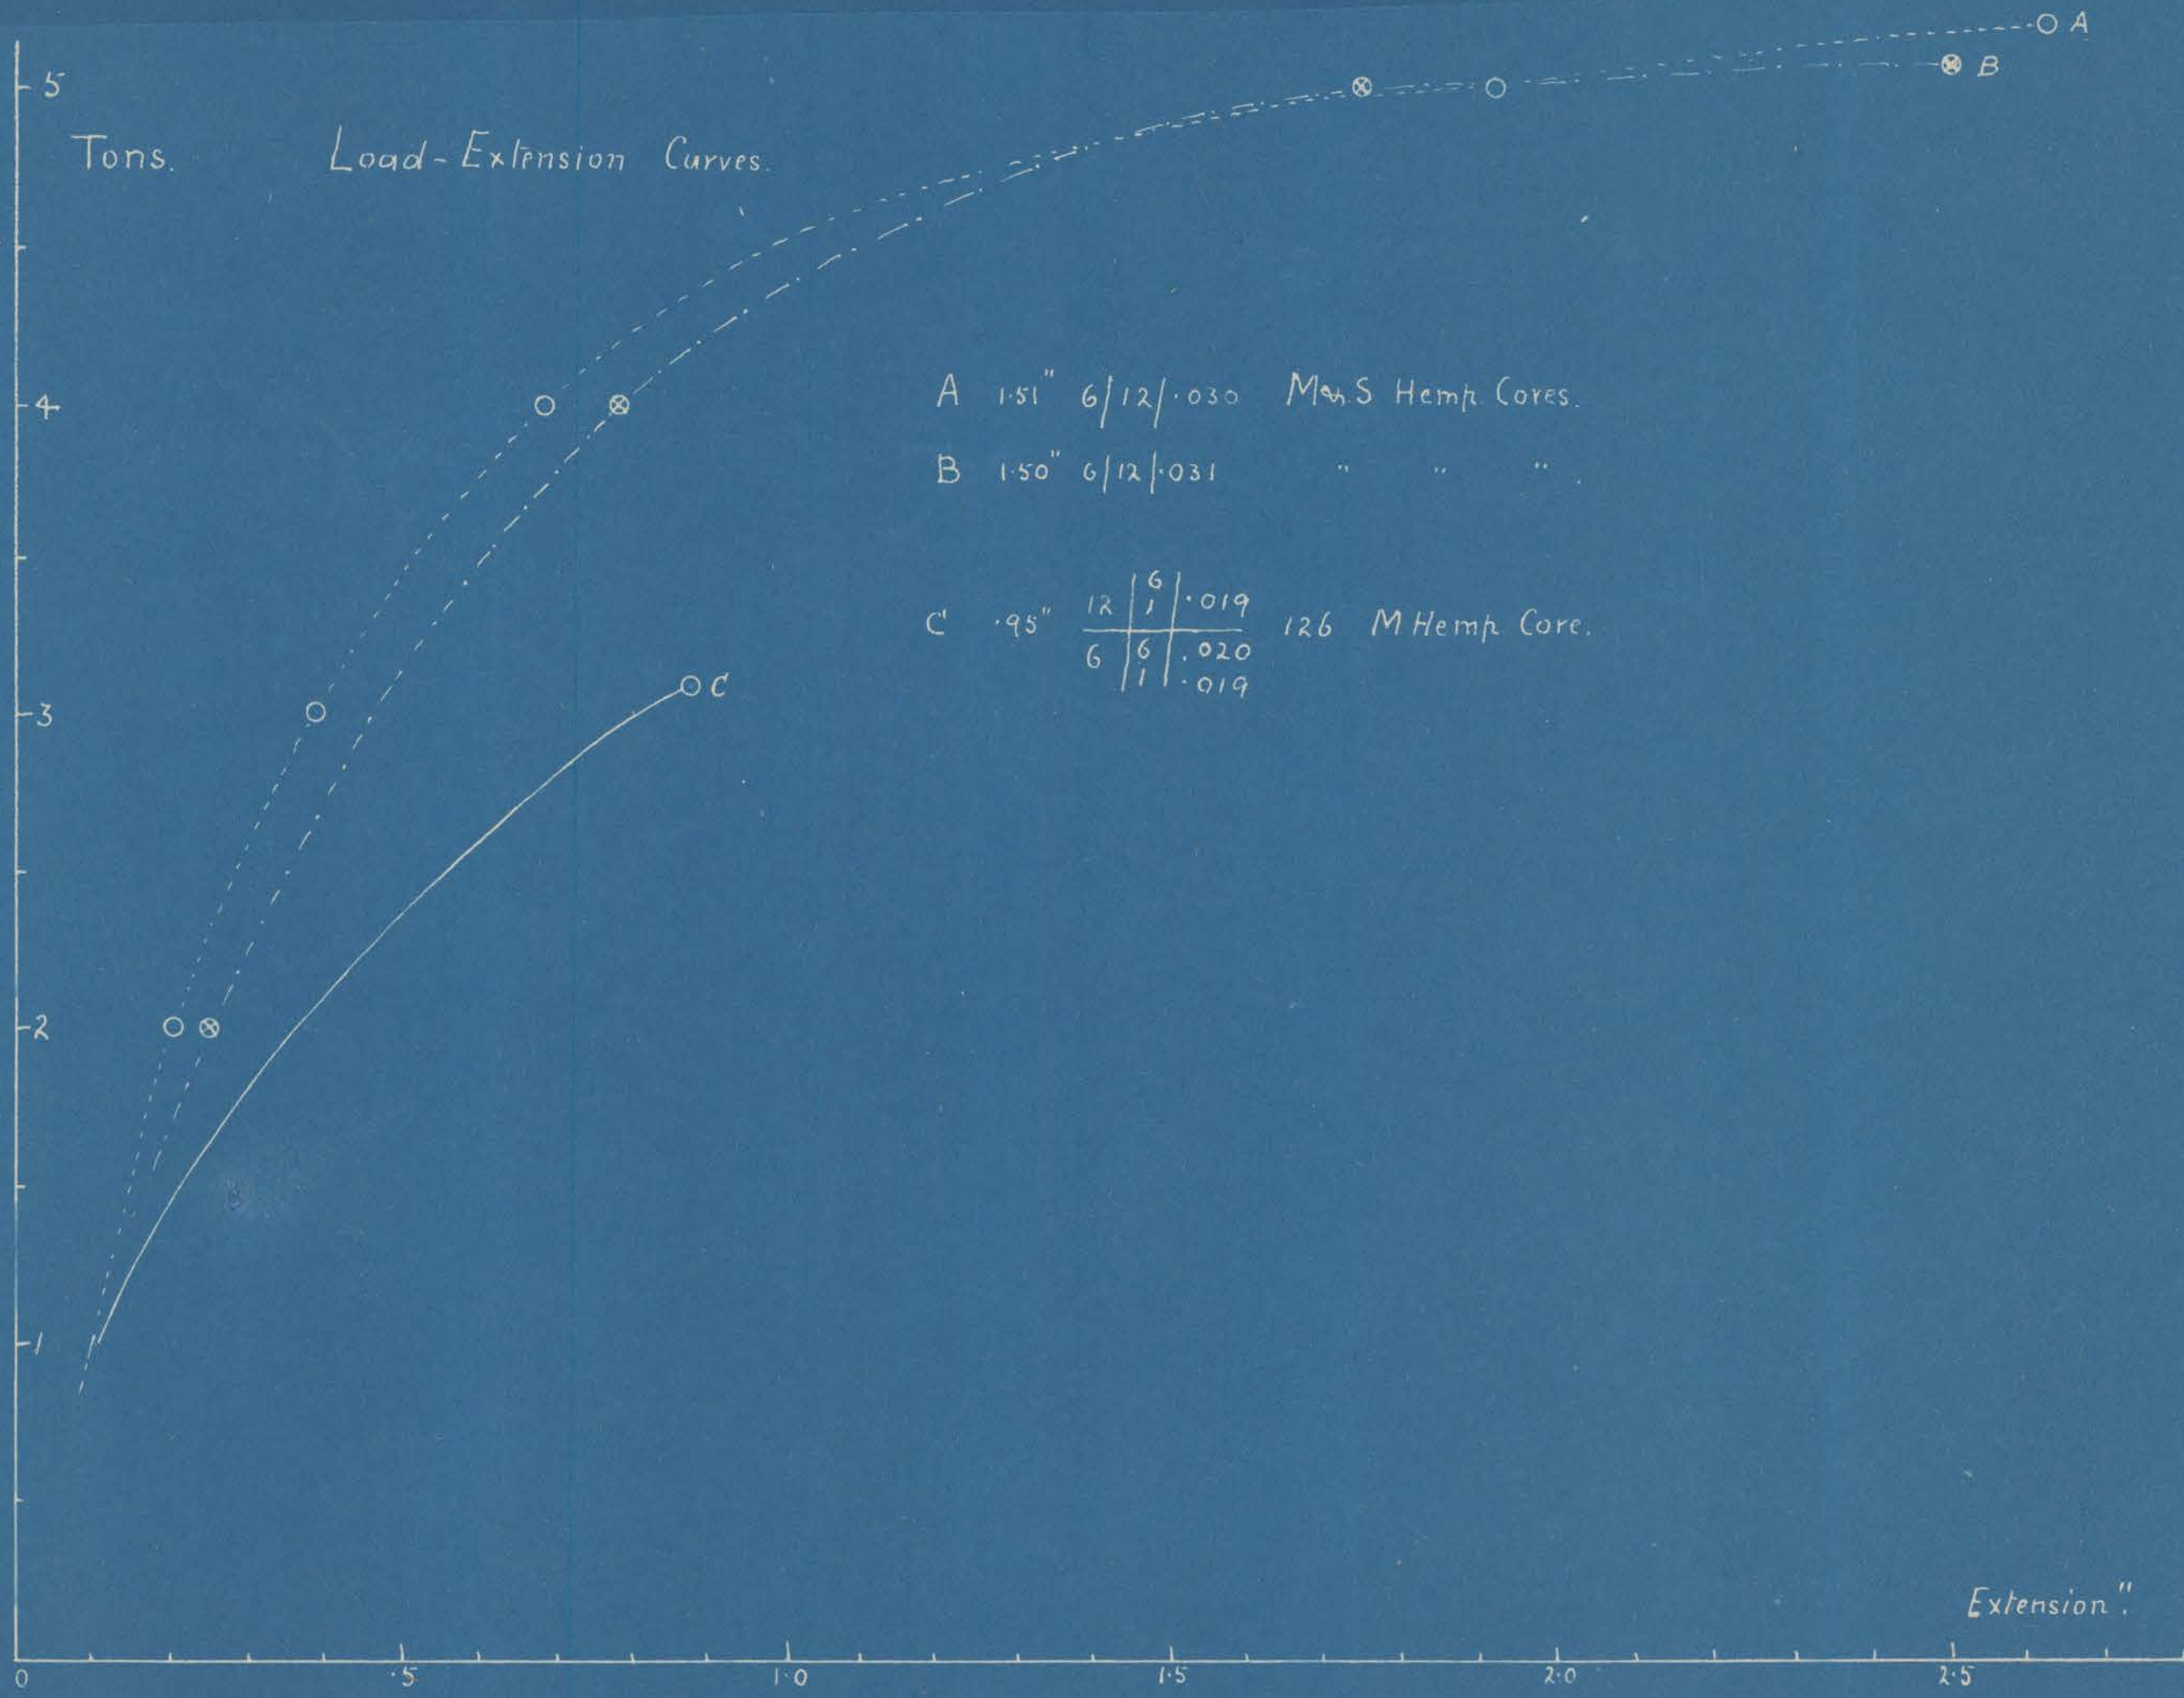 A
5
B
Tons. Load-Extension Curves.
4
A 1.51" 6/12/.030 M S Hemp Cores.
B 1.50" 6/12/.031 " " ".
12 | 6 1 | .019
C .95" 126 M Hemp Core.
6 | 6 1 | .020 .019
C
3
2
1
Extension".
0 .5 1.0 1.5 2.0 2.5